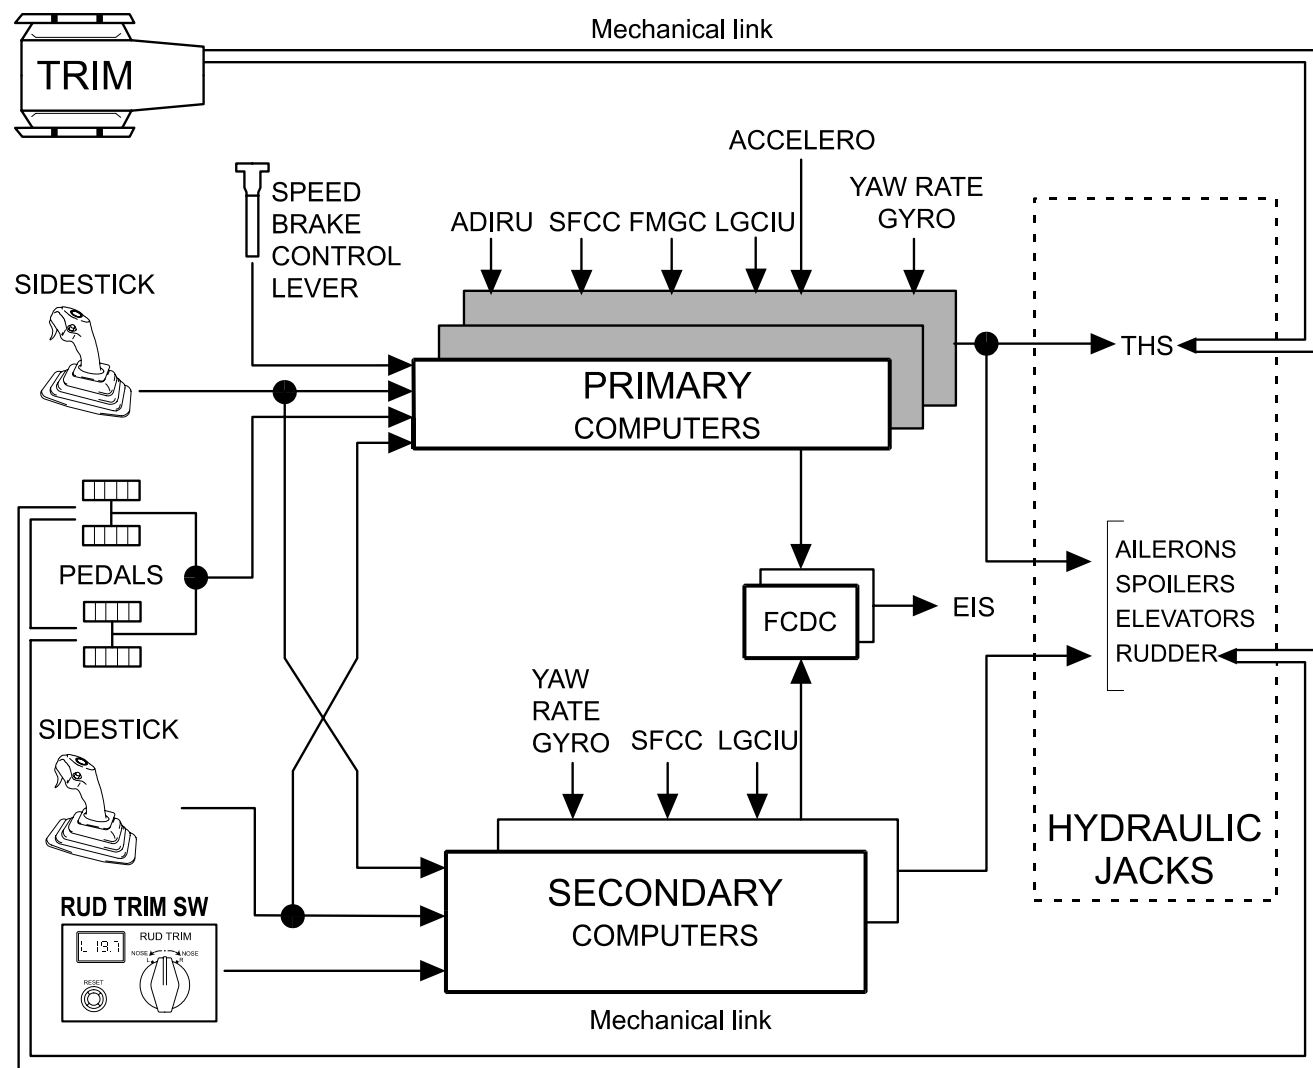 Mechanical link
TRIM
ACCELERO
SPEED
BRAKE
CONTROL
LEVER
YAW RATE
GYRO
ADIRU SFCC FMGC LGCIU
SIDESTICK
THS
PRIMARY
COMPUTERS
AILERONS
SPOILERS
ELEVATORS
RUDDER
PEDALS
FCDC
EIS
YAW
RATE
GYRO
SFCC LGCIU
SIDESTICK
HYDRAULIC
JACKS
SECONDARY
COMPUTERS
RUD TRIM SW
RUD TRIM
L 19.7
NOSE NOSE
L R
RESET
Mechanical link